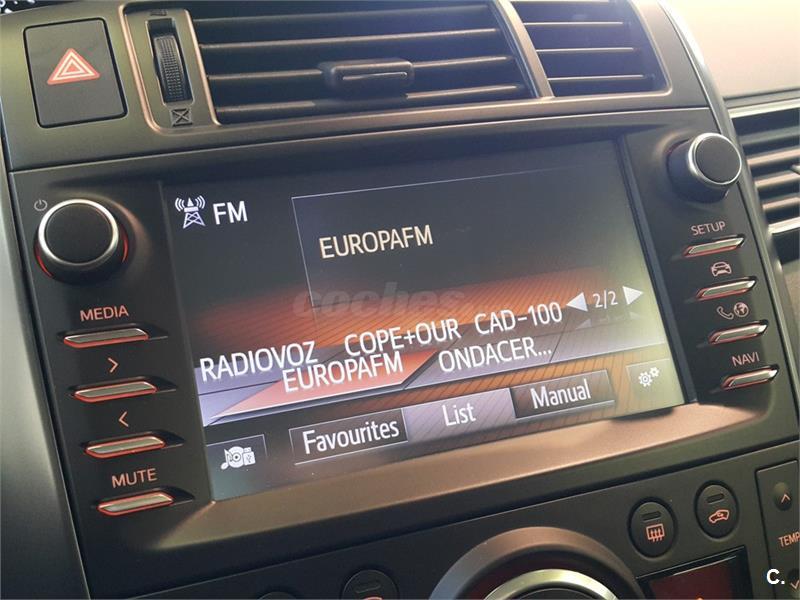 FM
EUROPAFM
coches
2/2
RADIOVOZ COPE+OUR CAD-100
EUROPAFM ONDACER...
Favourites List Manual
MEDIA
>
<
MUTE
SETUP
NAVI
TEMP
C.